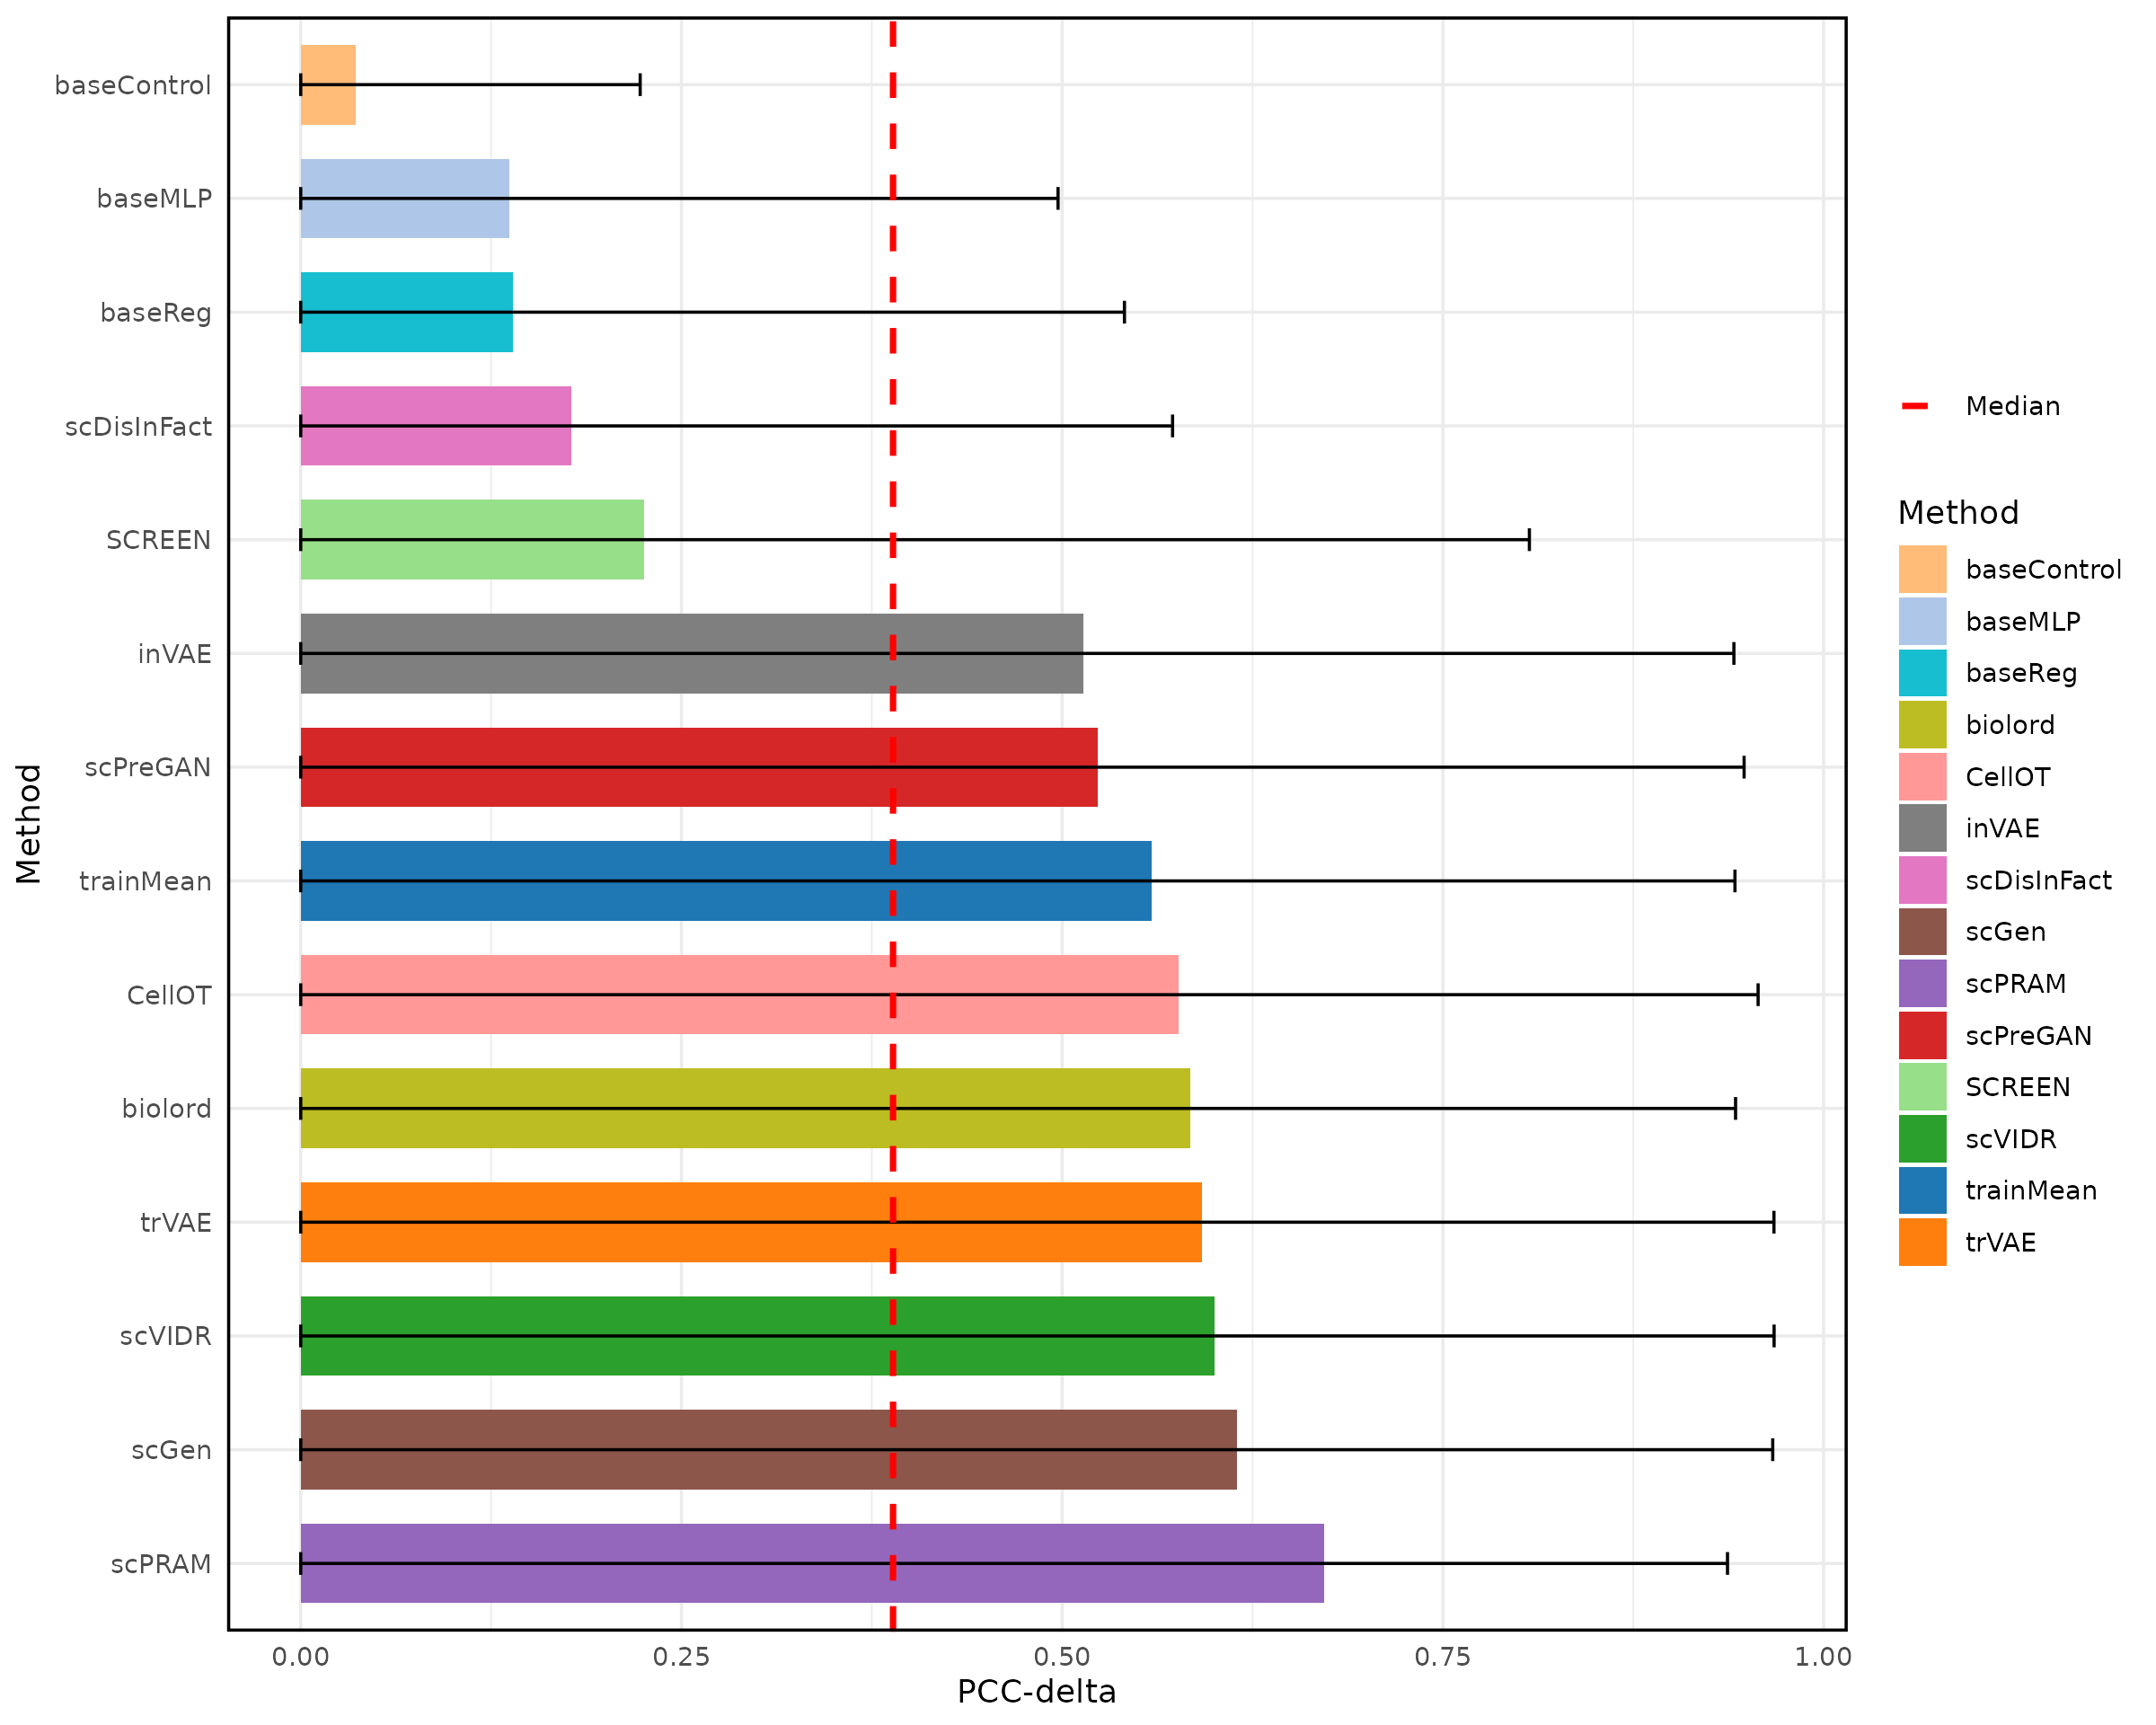 baseControl
baseMLP
baseReg
scDisInFact
SCREEN
inVAE
scPreGAN
trainMean
CellOT
biolord
trVAE
scVIDR
scGen
scPRAM
Method
0.00 0.25 0.50 0.75 1.00
PCC-delta
Median
Method
baseControl
baseMLP
baseReg
biolord
CellOT
inVAE
scDisInFact
scGen
scPRAM
scPreGAN
SCREEN
scVIDR
trainMean
trVAE